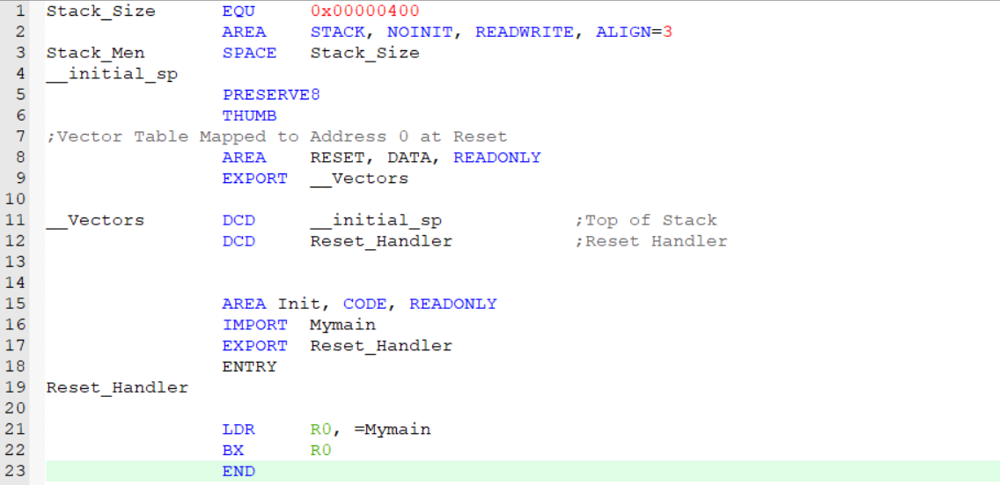 1 Stack_Size EQU 0x00000400
2 AREA STACK, NOINIT, READWRITE, ALIGN=3
3 Stack_Men SPACE Stack_Size
4 __initial_sp
5 PRESERVE8
6 THUMB
7 ;Vector Table Mapped to Address 0 at Reset
8 AREA RESET, DATA, READONLY
9 EXPORT __Vectors
10
11 __Vectors DCD __initial_sp ;Top of Stack
12 DCD Reset_Handler ;Reset Handler
13
14
15 AREA Init, CODE, READONLY
16 IMPORT Mymain
17 EXPORT Reset_Handler
18 ENTRY
19 Reset_Handler
20
21 LDR R0, =Mymain
22 BX R0
23 END